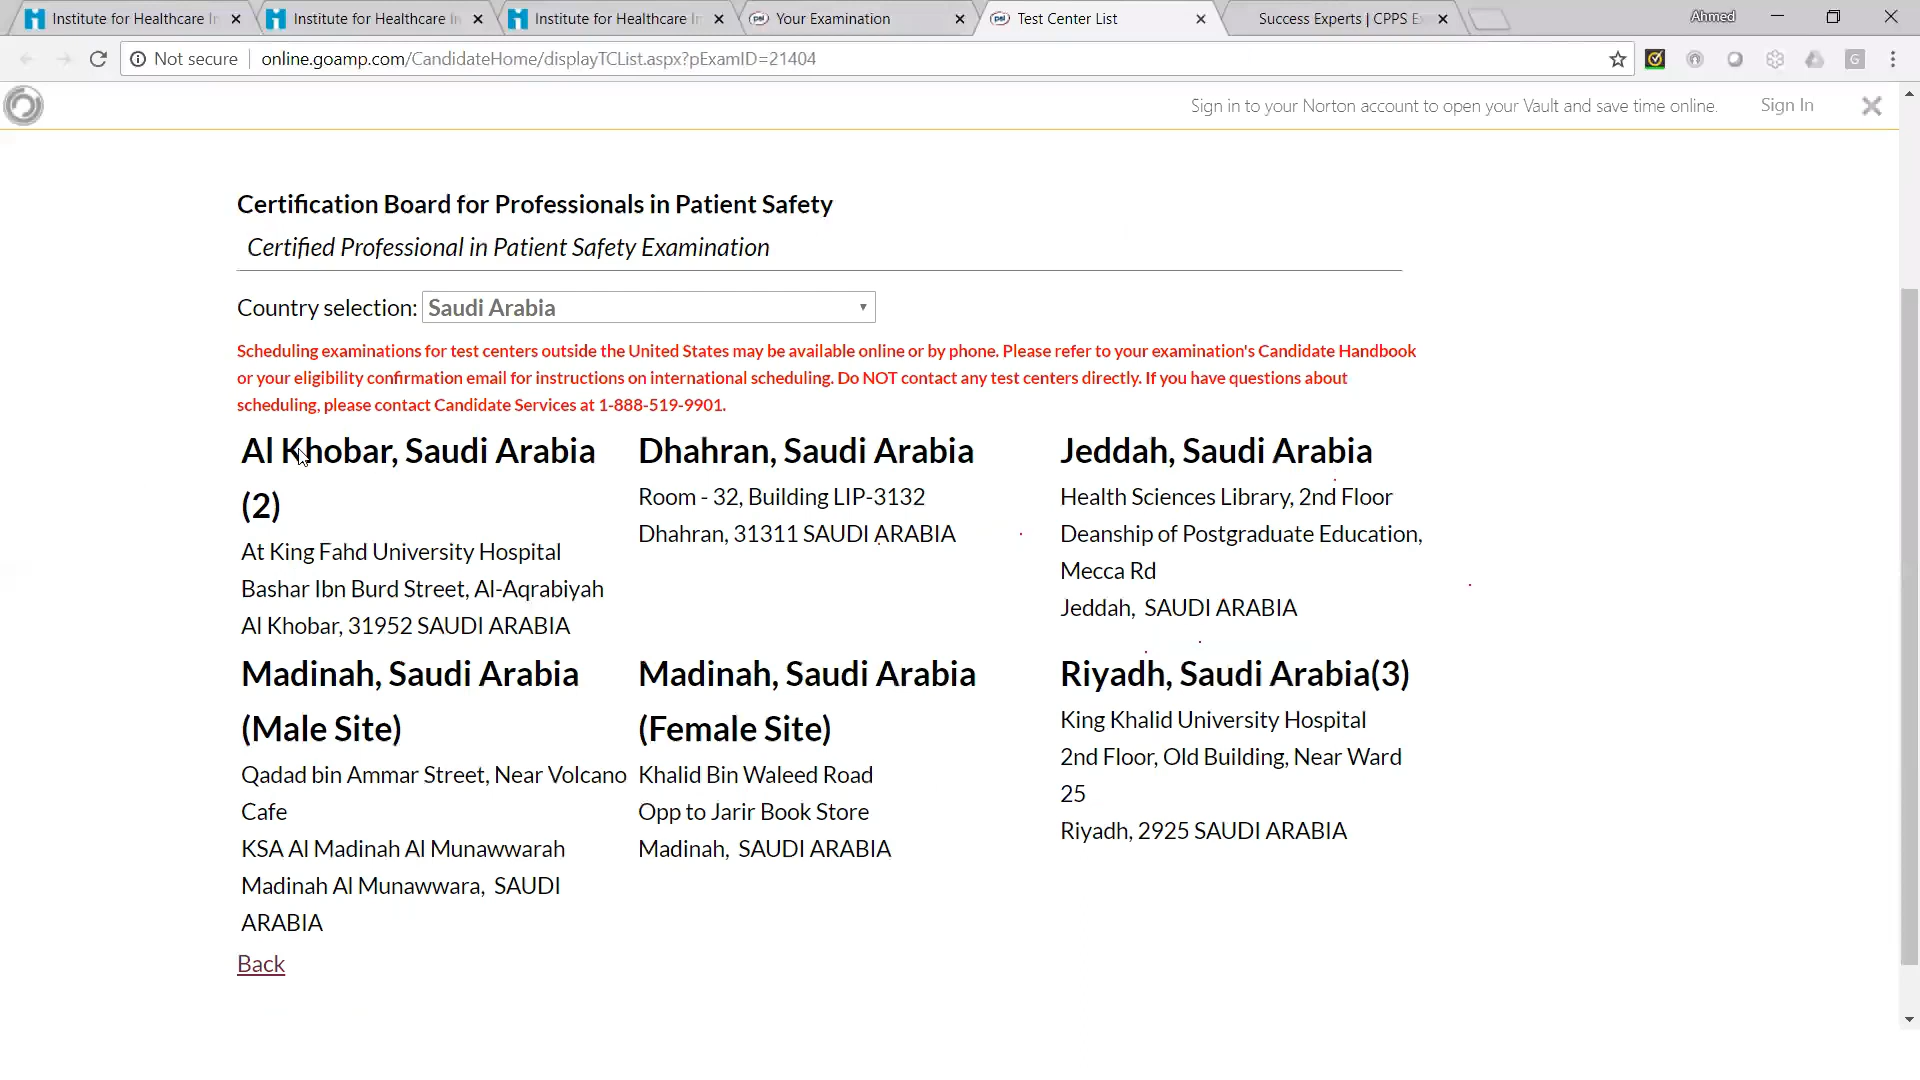 Institute for Healthcare I
Institute for Healthcare I
Institute for Healthcare I
Your Examination
Test Center List
Success Experts | CPPS E
Ahmed
Not secure
online.goamp.com/CandidateHome/displayTCList.aspx?pExamID=21404
G
Sign in to your Norton account to open your Vault and save time online.
Sign In
Certification Board for Professionals in Patient Safety
Certified Professional in Patient Safety Examination
Country selection: Saudi Arabia
Scheduling examinations for test centers outside the United States may be available online or by phone. Please refer to your examination's Candidate Handbook
or your eligibility confirmation email for instructions on international scheduling. Do NOT contact any test centers directly. If you have questions about
scheduling, please contact Candidate Services at 1-888-519-9901.
Al Khobar, Saudi Arabia
(2)
At King Fahd University Hospital
Bashar Ibn Burd Street, Al-Aqrabiyah
Al Khobar, 31952 SAUDI ARABIA
Dhahran, Saudi Arabia
Room - 32, Building LIP-3132
Dhahran, 31311 SAUDI ARABIA
Jeddah, Saudi Arabia
Health Sciences Library, 2nd Floor
Deanship of Postgraduate Education,
Mecca Rd
Jeddah, SAUDI ARABIA
Madinah, Saudi Arabia
(Male Site)
Qadad bin Ammar Street, Near Volcano
Cafe
KSA Al Madinah Al Munawwarah
Madinah Al Munawwara, SAUDI
ARABIA
Madinah, Saudi Arabia
(Female Site)
Khalid Bin Waleed Road
Opp to Jarir Book Store
Madinah, SAUDI ARABIA
Riyadh, Saudi Arabia(3)
King Khalid University Hospital
2nd Floor, Old Building, Near Ward
25
Riyadh, 2925 SAUDI ARABIA
Back